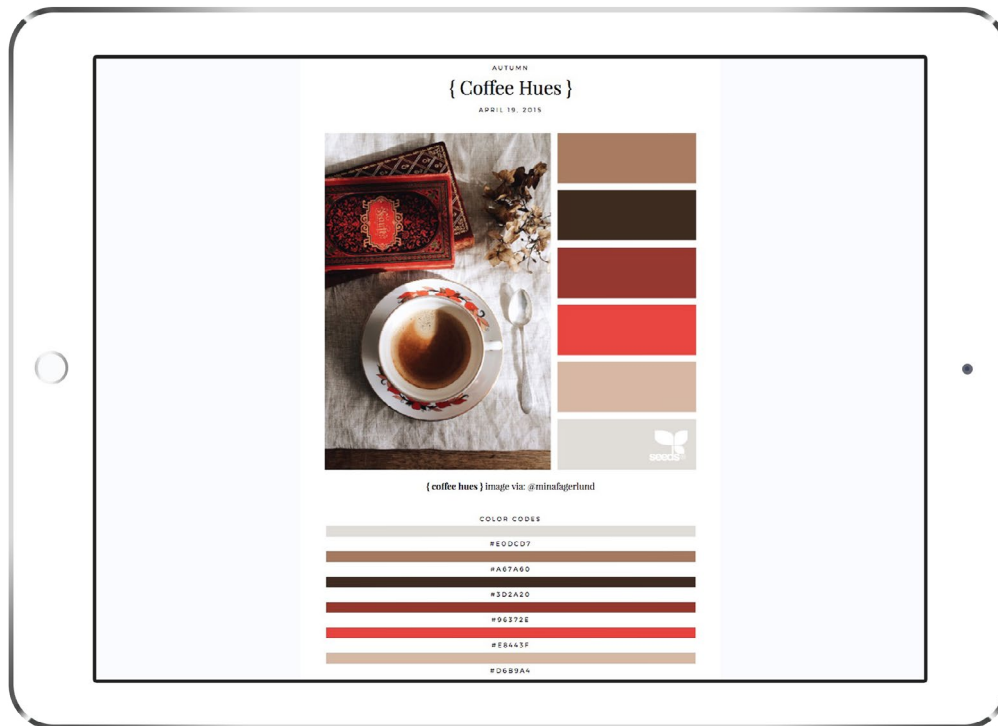 AUTUMN
{ Coffee Hues }
APRIL 19, 2015
seeds
{ coffee hues } image via: @minafagerlund
COLOR CODES
#E0DCD7
#A67A60
#3D2A20
#96372E
#E8443F
#D6B9A4